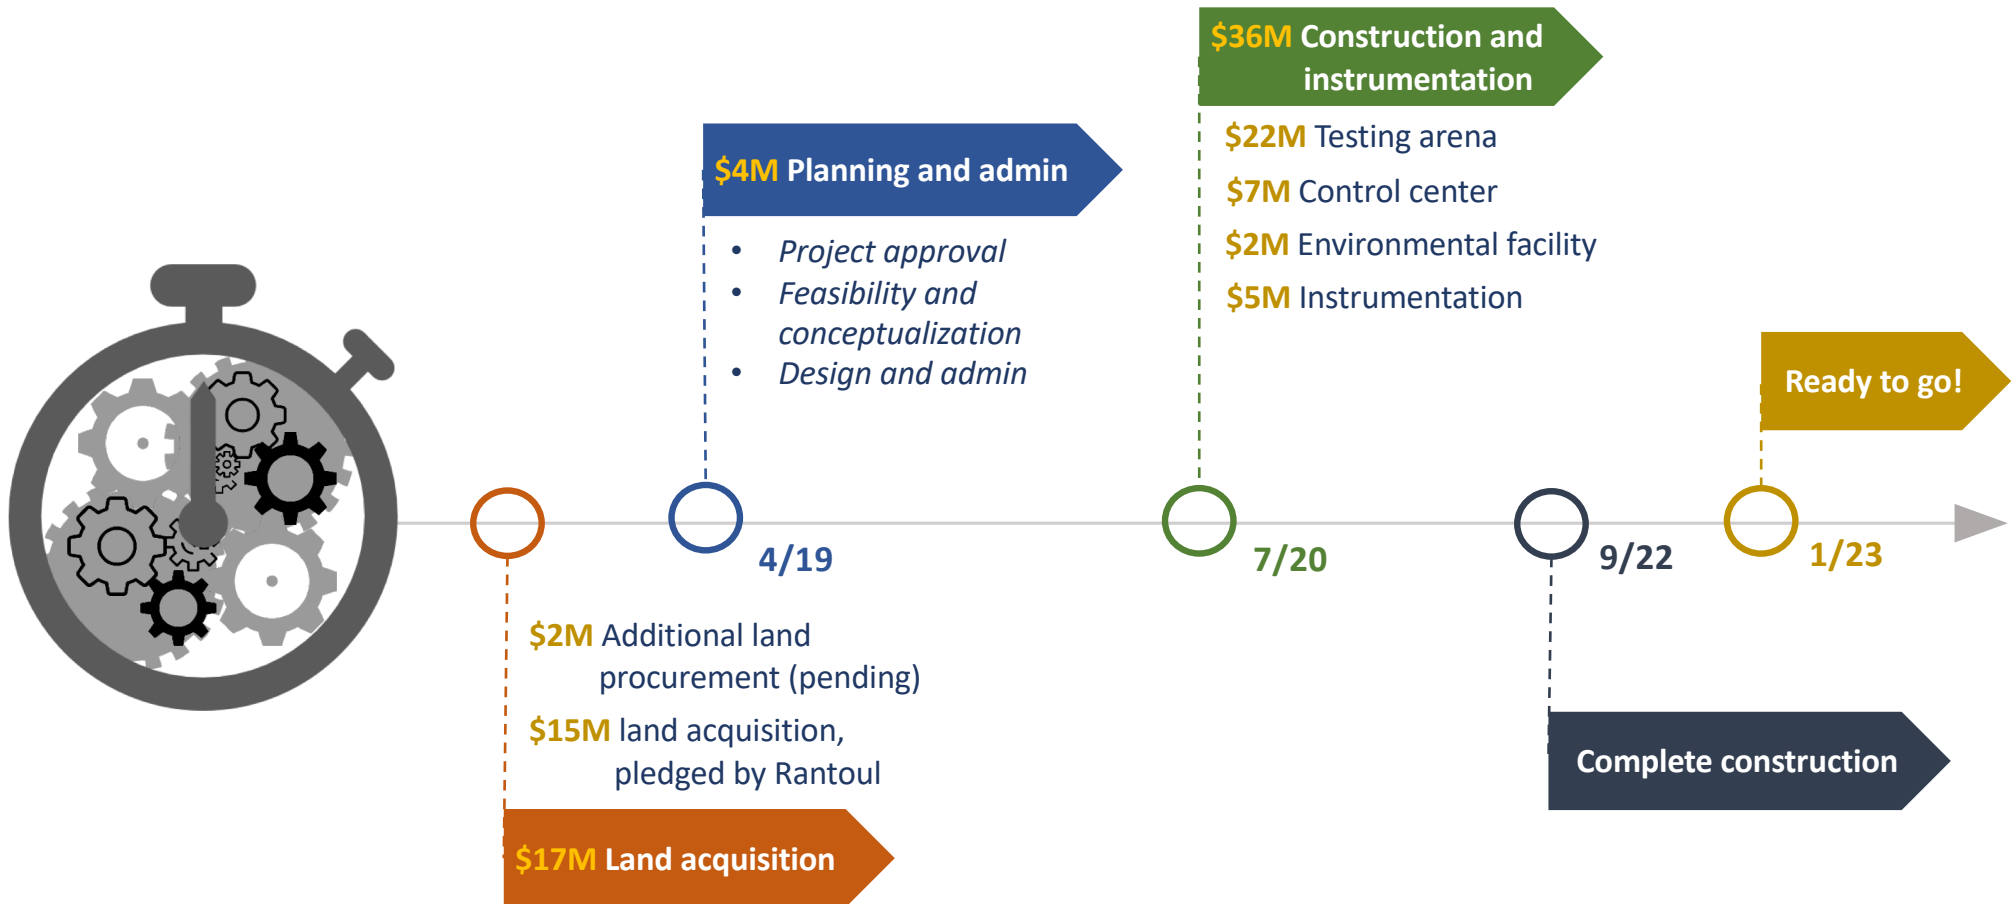 $36M Construction and
instrumentation
$22M Testing arena
$7M Control center
$2M Environmental facility
$5M Instrumentation
$4M Planning and admin
• Project approval
• Feasibility and
conceptualization
• Design and admin
Ready to go!
4/19
7/20
9/22
1/23
$2M Additional land
procurement (pending)
$15M land acquisition,
pledged by Rantoul
$17M Land acquisition
Complete construction